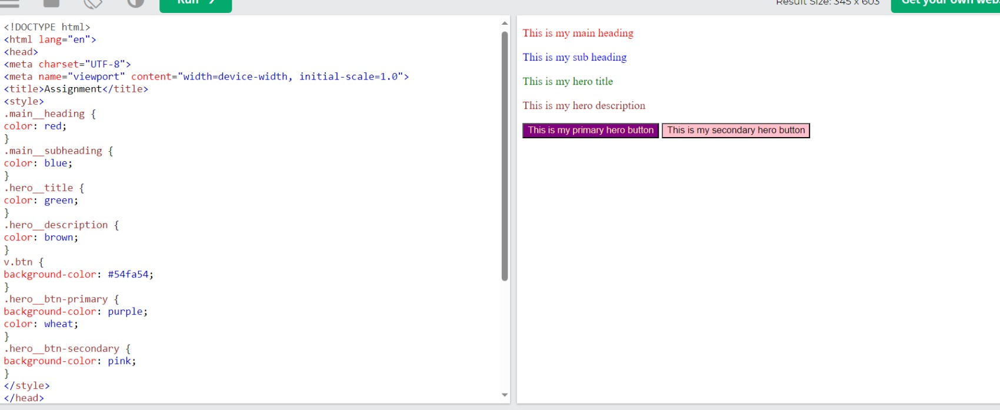 Run ❯
Result Size: 345 x 603
Get your own web
<!DOCTYPE html>
<html lang="en">
<head>
<meta charset="UTF-8">
<meta name="viewport" content="width=device-width, initial-scale=1.0">
<title>Assignment</title>
<style>
.main__heading {
color: red;
}
.main__subheading {
color: blue;
}
.hero__title {
color: green;
}
.hero__description {
color: brown;
}
v.btn {
background-color: #54fa54;
}
.hero__btn-primary {
background-color: purple;
color: wheat;
}
.hero__btn-secondary {
background-color: pink;
}
</style>
</head>
This is my main heading
This is my sub heading
This is my hero title
This is my hero description
This is my primary hero button
This is my secondary hero button